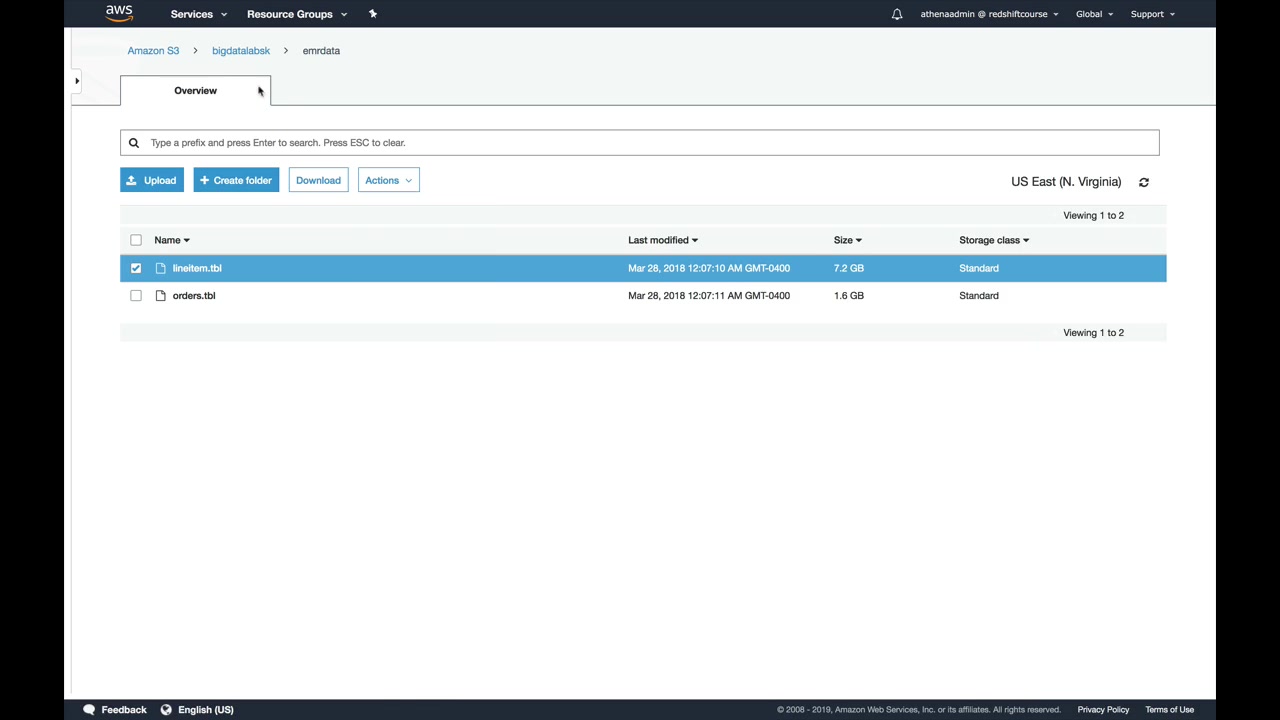 aws Services Resource Groups athenaadmin @ redshiftcourse Global Support
Amazon S3 > bigdatalabsk > emrdata
Overview
Type a prefix and press Enter to search. Press ESC to clear.
Upload + Create folder Download Actions US East (N. Virginia)
Viewing 1 to 2
Name Last modified Size Storage class
lineitem.tbl Mar 28, 2018 12:07:10 AM GMT-0400 7.2 GB Standard
orders.tbl Mar 28, 2018 12:07:11 AM GMT-0400 1.6 GB Standard
Viewing 1 to 2
Feedback English (US) © 2008 - 2019, Amazon Web Services, Inc. or its affiliates. All rights reserved. Privacy Policy Terms of Use